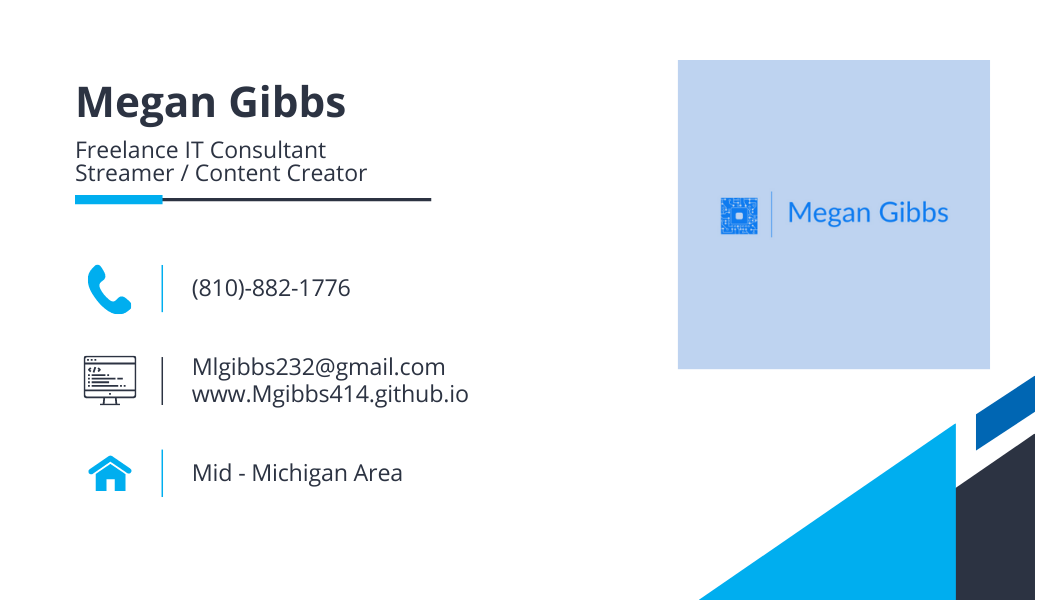 Megan Gibbs
Freelance IT Consultant
Streamer / Content Creator
(810)-882-1776
Mlgibbs232@gmail.com
www.Mgibbs414.github.io
Mid - Michigan Area
Megan Gibbs